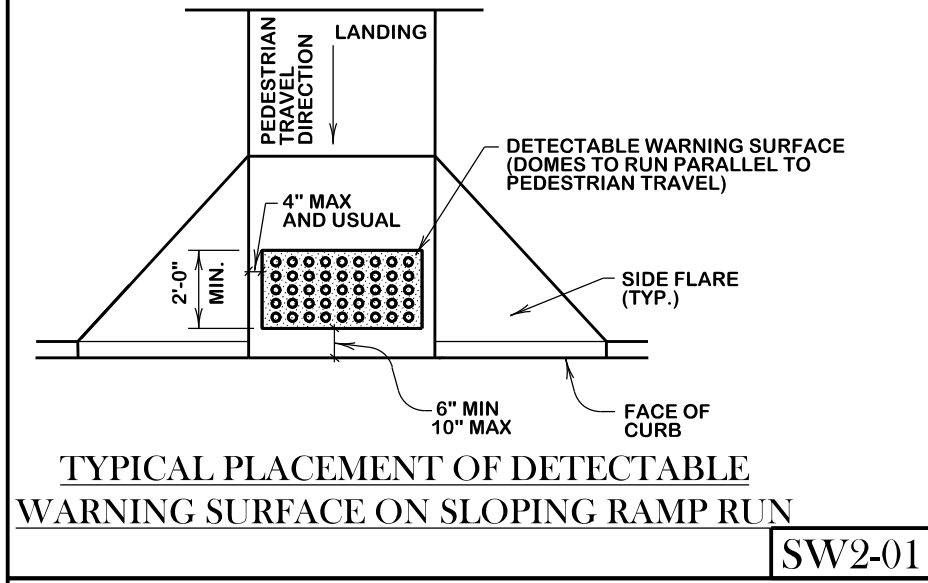 PEDESTRIAN
TRAVEL
DIRECTION
LANDING
DETECTABLE WARNING SURFACE
(DOMES TO RUN PARALLEL TO
PEDESTRIAN TRAVEL)
4" MAX
AND USUAL
2'-0"
MIN.
SIDE FLARE
(TYP.)
6" MIN
10" MAX
FACE OF
CURB
TYPICAL PLACEMENT OF DETECTABLE
WARNING SURFACE ON SLOPING RAMP RUN
SW2-01